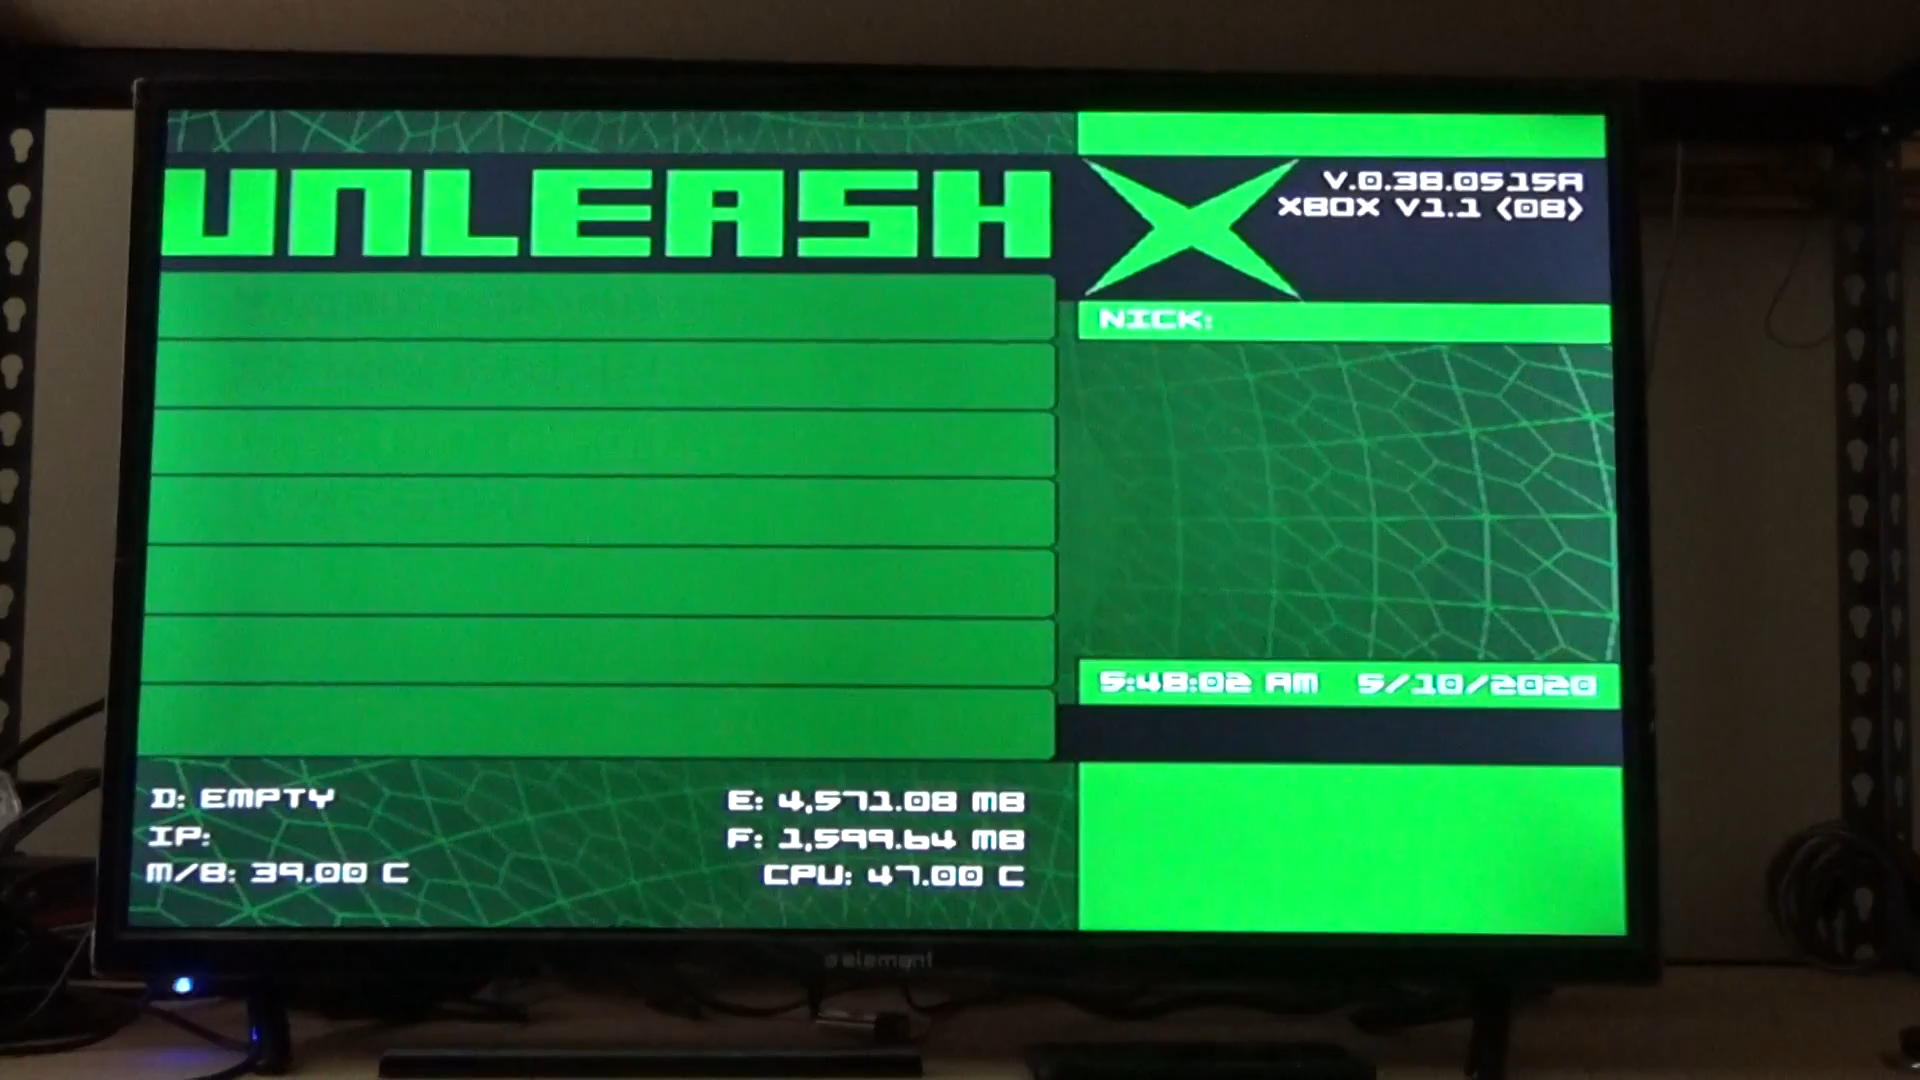 UNLEASH X
V.0.38.0515A
XBOX V1.1 (08)
NICK:
5:48:02 AM 5/10/2020
D: EMPTY
E: 4,571.08 MB
IP:
F: 1,599.64 MB
M/B: 39.00 C
CPU: 47.00 C
element